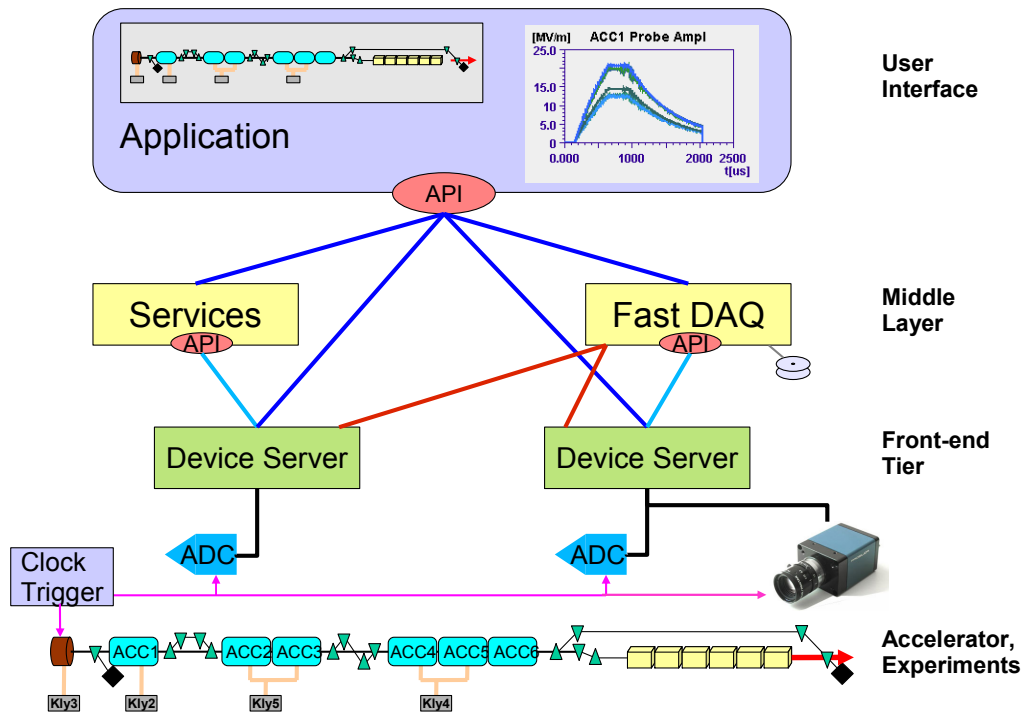 [MV/m] ACC1 Probe Ampl
25.0
15.0
10
5.0
0
0.000 1000 2000 2500
t[us]
Application
User
Interface
API
Services
API
Fast DAQ
API
Middle
Layer
Device Server
Device Server
Front-end
Tier
ADC
ADC
Clock
Trigger
ACC1
ACC2
ACC3
ACC4
ACC5
ACC6
Accelerator,
Experiments
Kly3
Kly2
Kly5
Kly4